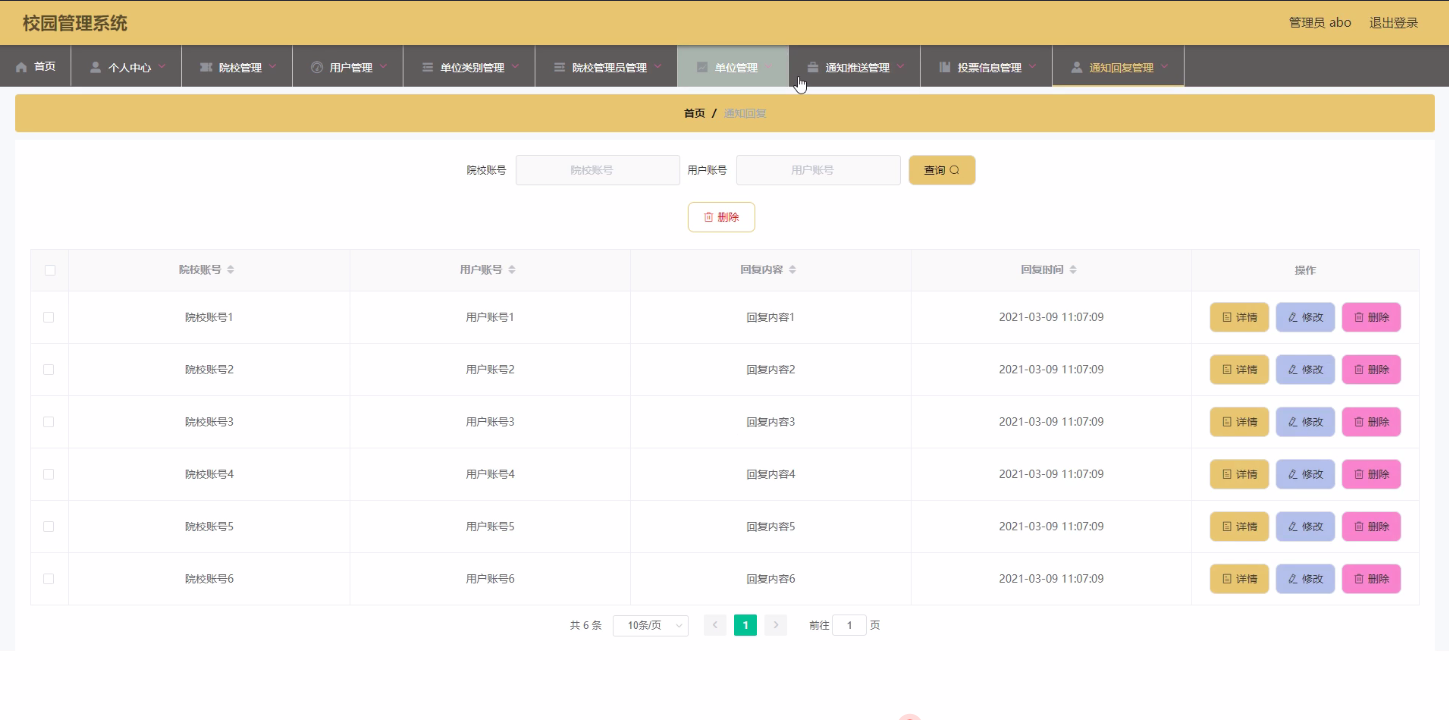 校园管理系统 管理员 abo 退出登录
首页 个人中心 院校管理 用户管理 单位类别管理 院校管理员管理 单位管理 通知推送管理 投票信息管理 通知回复管理
首页 / 通知回复
院校账号 院校账号 用户账号 用户账号 查询
删除
院校账号 用户账号 回复内容 回复时间 操作
院校账号1 用户账号1 回复内容1 2021-03-09 11:07:09 详情 修改 删除
院校账号2 用户账号2 回复内容2 2021-03-09 11:07:09 详情 修改 删除
院校账号3 用户账号3 回复内容3 2021-03-09 11:07:09 详情 修改 删除
院校账号4 用户账号4 回复内容4 2021-03-09 11:07:09 详情 修改 删除
院校账号5 用户账号5 回复内容5 2021-03-09 11:07:09 详情 修改 删除
院校账号6 用户账号6 回复内容6 2021-03-09 11:07:09 详情 修改 删除
共 6 条 10条/页 1 前往 1 页